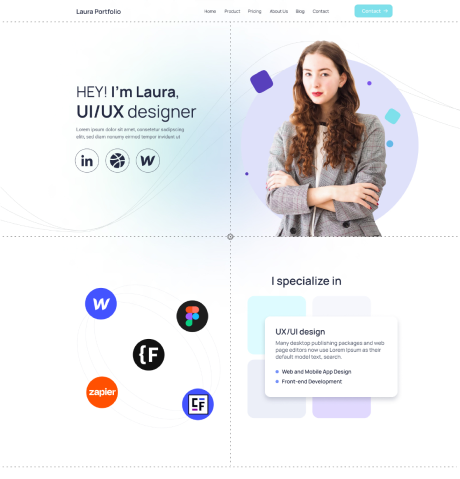 Laura Portfolio
Home Product Pricing About Us Blog Contact
Contact
HEY! I'm Laura,
UI/UX designer
Lorem ipsum dolor sit amet, consetetur sadipscing
elitr, sed diam nonumy eirmod tempor invidunt ut
in W
I specialize in
UX/UI design
Many desktop publishing packages and web
page editors now use Lorem Ipsum as their
default model text, search.
Web and Mobile App Design
Front-end Development
W
{F
zapier
CF